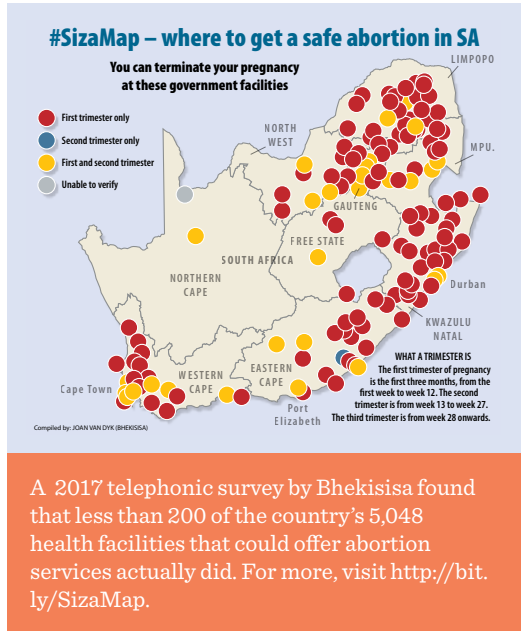 #SizaMap – where to get a safe abortion in SA
You can terminate your pregnancy
at these government facilities
First trimester only
Second trimester only
First and second trimester
Unable to verify
LIMPOPO
NORTH
WEST
MPU.
GAUTENG
FREE STATE
SOUTH AFRICA
NORTHERN
CAPE
Durban
KWAZULU
NATAL
EASTERN
CAPE
WESTERN
CAPE
Cape Town
Port
Elizabeth
WHAT A TRIMESTER IS
The first trimester of pregnancy
is the first three months, from the
first week to week 12. The second
trimester is from week 13 to week 27.
The third trimester is from week 28 onwards.
Compiled by: JOAN VAN DYK (BHEKISISA)
A 2017 telephonic survey by Bhekisisa found
that less than 200 of the country's 5,048
health facilities that could offer abortion
services actually did. For more, visit http://bit.
ly/SizaMap.